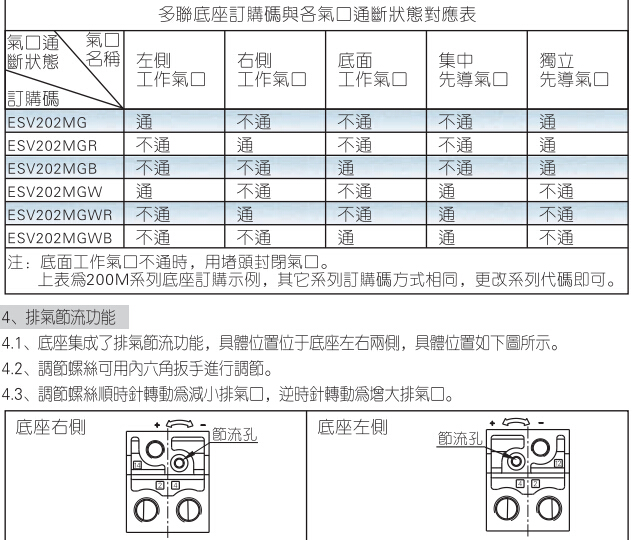 多聯底座訂購碼與各氣口通斷狀態對應表
氣口通
斷狀態
氣口
名稱
訂購碼
左側
工作氣口
右側
工作氣口
底面
工作氣口
集中
先導氣口
獨立
先導氣口
ESV202MG 通 不通 不通 不通 通
ESV202MGR 不通 通 不通 不通 通
ESV202MGB 不通 不通 通 不通 通
ESV202MGW 通 不通 不通 通 不通
ESV202MGWR 不通 通 不通 通 不通
ESV202MGWB 不通 不通 通 通 不通
注：底面工作氣口不通時，用堵頭封閉氣口。
上表爲200M系列底座訂購示例，其它系列訂購碼方式相同，更改系列代碼即可。
4、排氣節流功能
4.1、底座集成了排氣節流功能，具體位置位于底座左右兩側，具體位置如下圖所示。
4.2、調節螺絲可用內六角扳手進行調節。
4.3、調節螺絲順時針轉動爲減小排氣口，逆時針轉動爲增大排氣口。
底座右側
+ -
節流孔
14
2 4
底座左側
+ -
節流孔
12
4 2